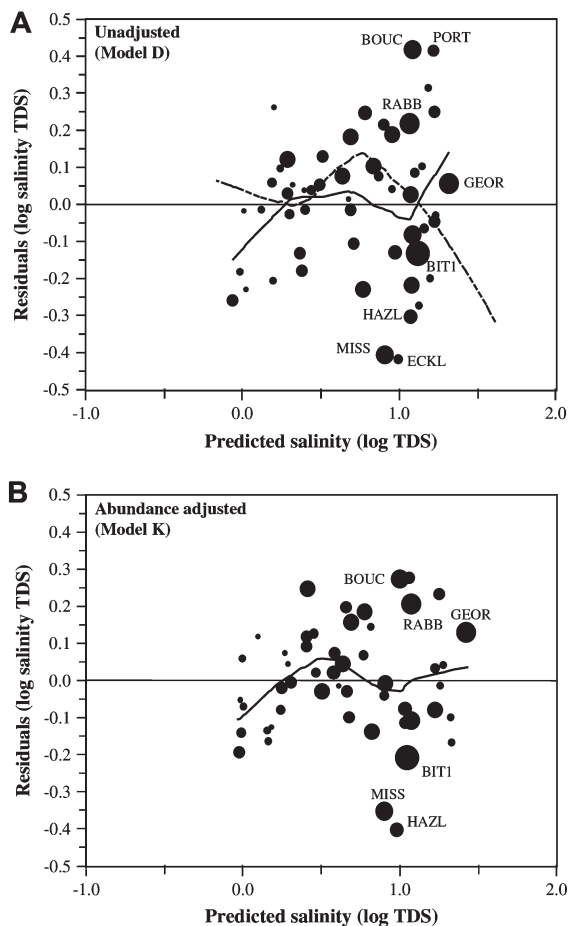 A
Unadjusted
(Model D)
BOUC
PORT
RABB
GEOR
BIT1
HAZL
MISS
ECKL
0.5
0.4
0.3
0.2
0.1
0.0
-0.1
-0.2
-0.3
-0.4
-0.5
Residuals (log salinity TDS)
-1.0 0.0 1.0 2.0
Predicted salinity (log TDS)
B
Abundance adjusted
(Model K)
BOUC
RABB
GEOR
BIT1
MISS
HAZL
0.5
0.4
0.3
0.2
0.1
0.0
-0.1
-0.2
-0.3
-0.4
-0.5
Residuals (log salinity TDS)
-1.0 0.0 1.0 2.0
Predicted salinity (log TDS)